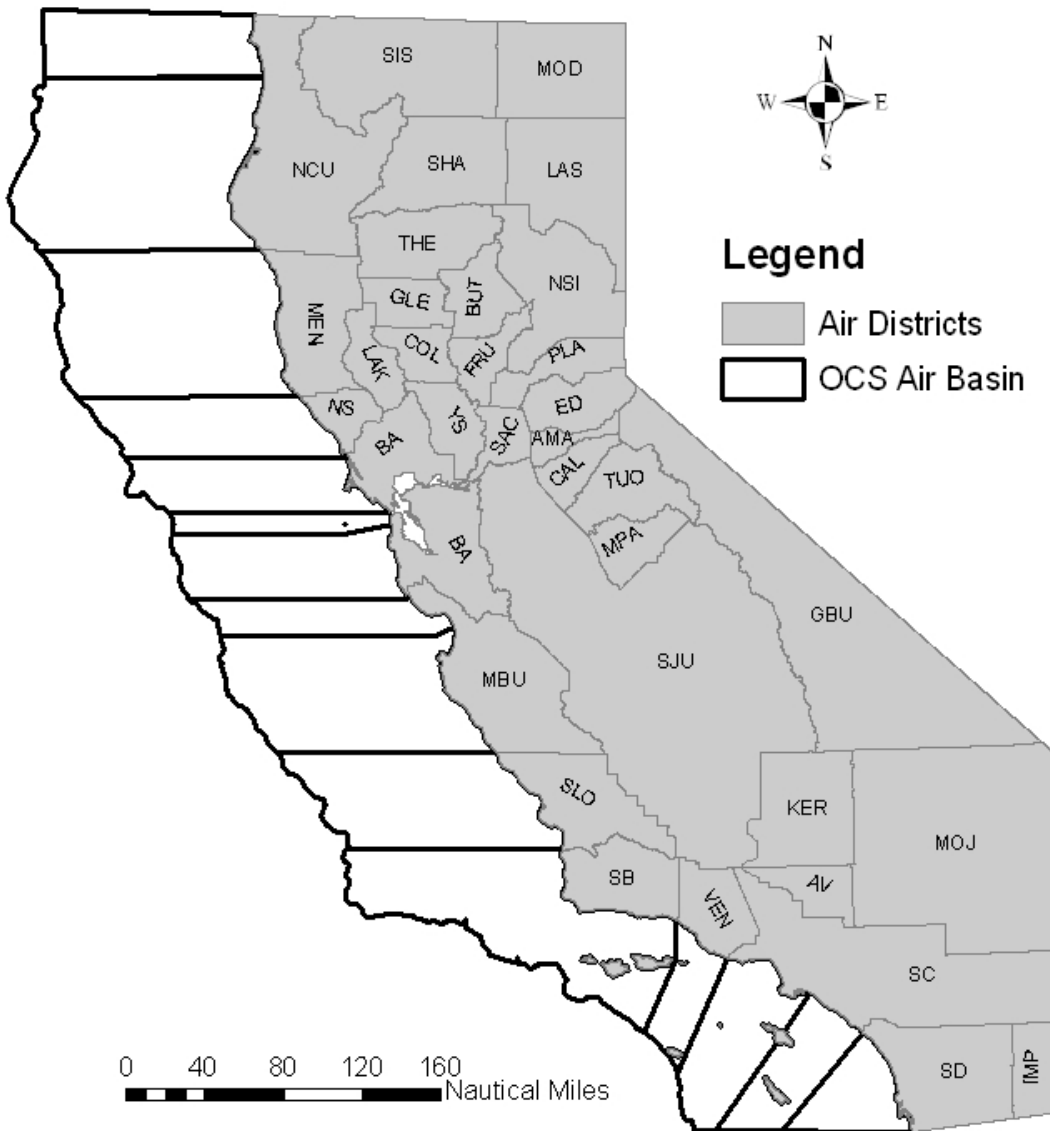 N
W E
S
SIS
MOD
NCU
SHA
LAS
THE
NSI
GLE
BUT
MEN
LAK
COL
FRU
PLA
NS
YS
ED
BA
SAC
AMA
CAL
TUO
BA
MPA
GBU
SJU
MBU
SLO
KER
MOJ
SB
VEN
AV
SC
SD
IMP
Legend
Air Districts
OCS Air Basin
0 40 80 120 160
Nautical Miles